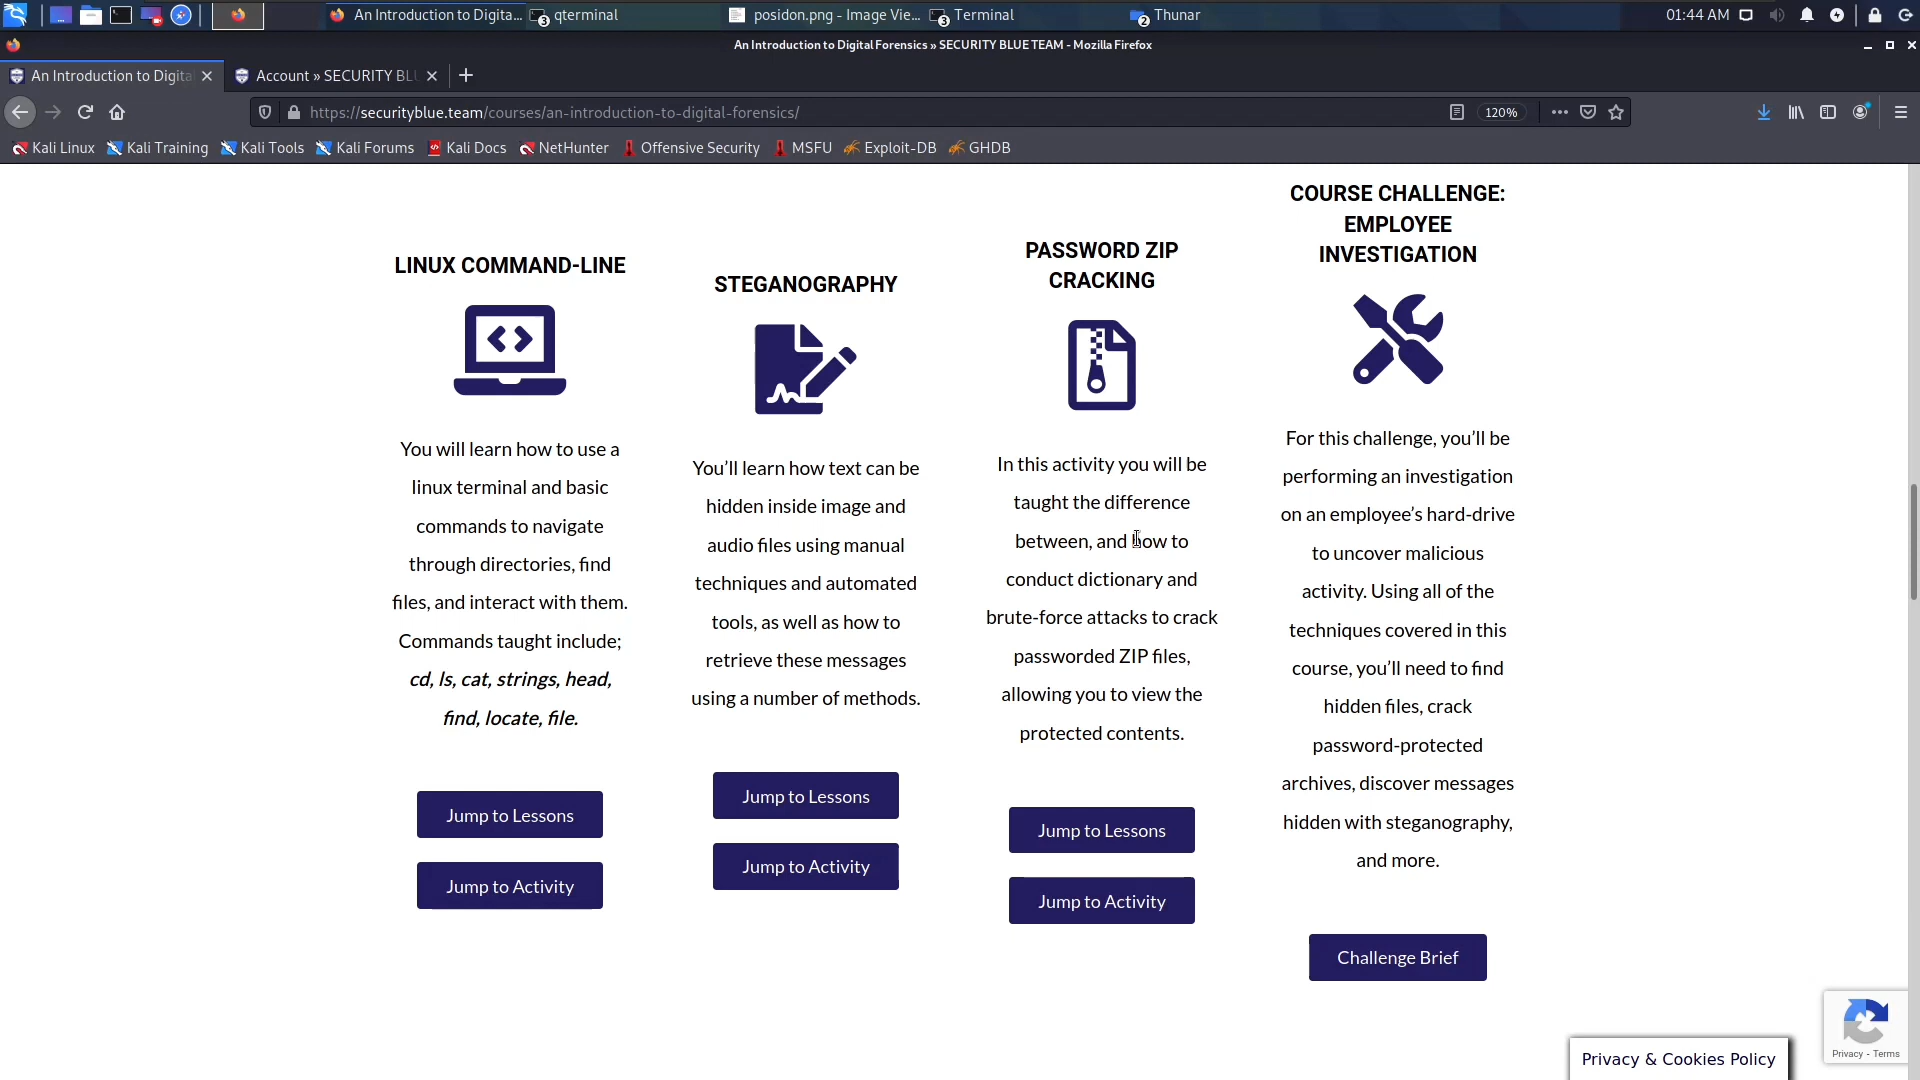 An Introduction to Digita...
3
qterminal
posidon.png - Image Vie...
3
Terminal
2
Thunar
01:44 AM
An Introduction to Digital Forensics » SECURITY BLUE TEAM - Mozilla Firefox
An Introduction to Digita
Account » SECURITY BL
https://securityblue.team/courses/an-introduction-to-digital-forensics/
120%
Kali Linux
Kali Training
Kali Tools
Kali Forums
Kali Docs
NetHunter
Offensive Security
MSFU
Exploit-DB
GHDB
LINUX COMMAND-LINE
You will learn how to use a
linux terminal and basic
commands to navigate
through directories, find
files, and interact with them.
Commands taught include;
cd, ls, cat, strings, head,
find, locate, file.
Jump to Lessons
Jump to Activity
STEGANOGRAPHY
You’ll learn how text can be
hidden inside image and
audio files using manual
techniques and automated
tools, as well as how to
retrieve these messages
using a number of methods.
Jump to Lessons
Jump to Activity
PASSWORD ZIP
CRACKING
In this activity you will be
taught the difference
between, and how to
conduct dictionary and
brute-force attacks to crack
passworded ZIP files,
allowing you to view the
protected contents.
Jump to Lessons
Jump to Activity
COURSE CHALLENGE:
EMPLOYEE
INVESTIGATION
For this challenge, you’ll be
performing an investigation
on an employee’s hard-drive
to uncover malicious
activity. Using all of the
techniques covered in this
course, you’ll need to find
hidden files, crack
password-protected
archives, discover messages
hidden with steganography,
and more.
Challenge Brief
Privacy - Terms
Privacy & Cookies Policy